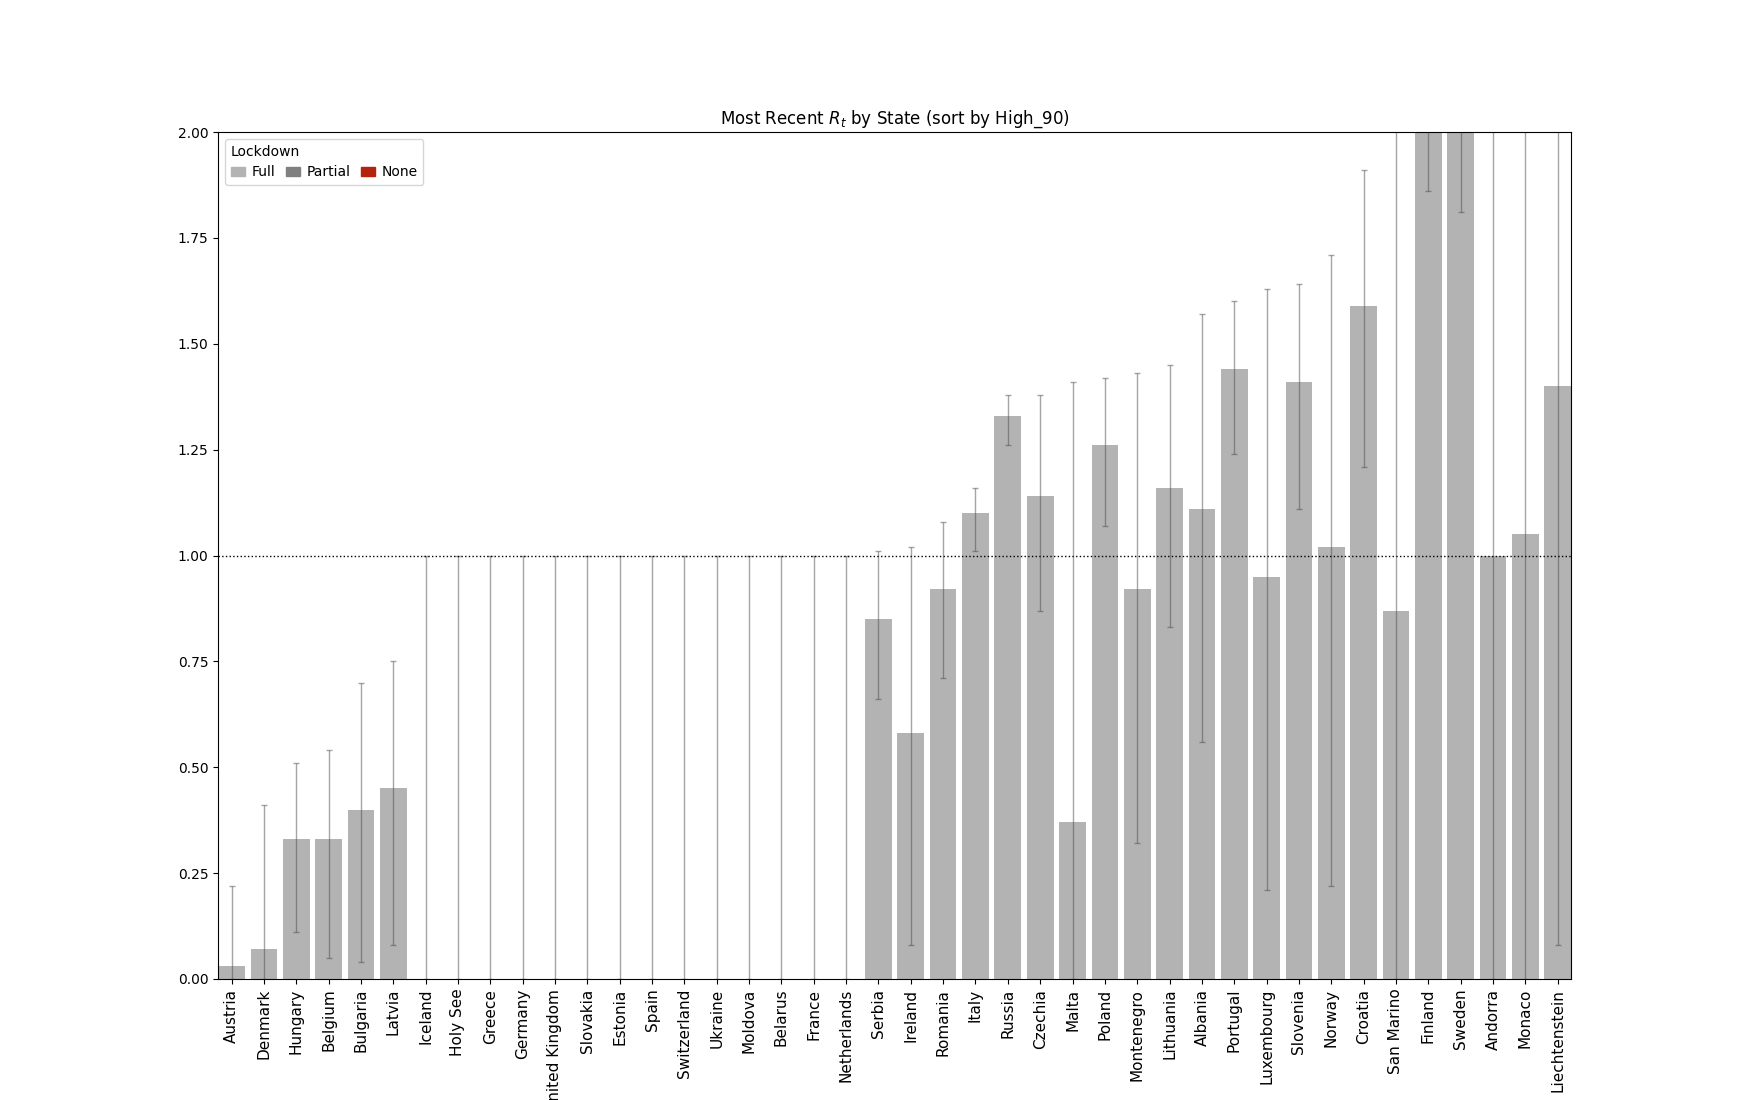 Most Recent R_t by State (sort by High_90)
Lockdown
Full Partial None
2.00
1.75
1.50
1.25
1.00
0.75
0.50
0.25
0.00
Austria
Denmark
Hungary
Belgium
Bulgaria
Latvia
Iceland
Holy See
Greece
Germany
nited Kingdom
Slovakia
Estonia
Spain
Switzerland
Ukraine
Moldova
Belarus
France
Netherlands
Serbia
Ireland
Romania
Italy
Russia
Czechia
Malta
Poland
Montenegro
Lithuania
Albania
Portugal
Luxembourg
Slovenia
Norway
Croatia
San Marino
Finland
Sweden
Andorra
Monaco
Liechtenstein